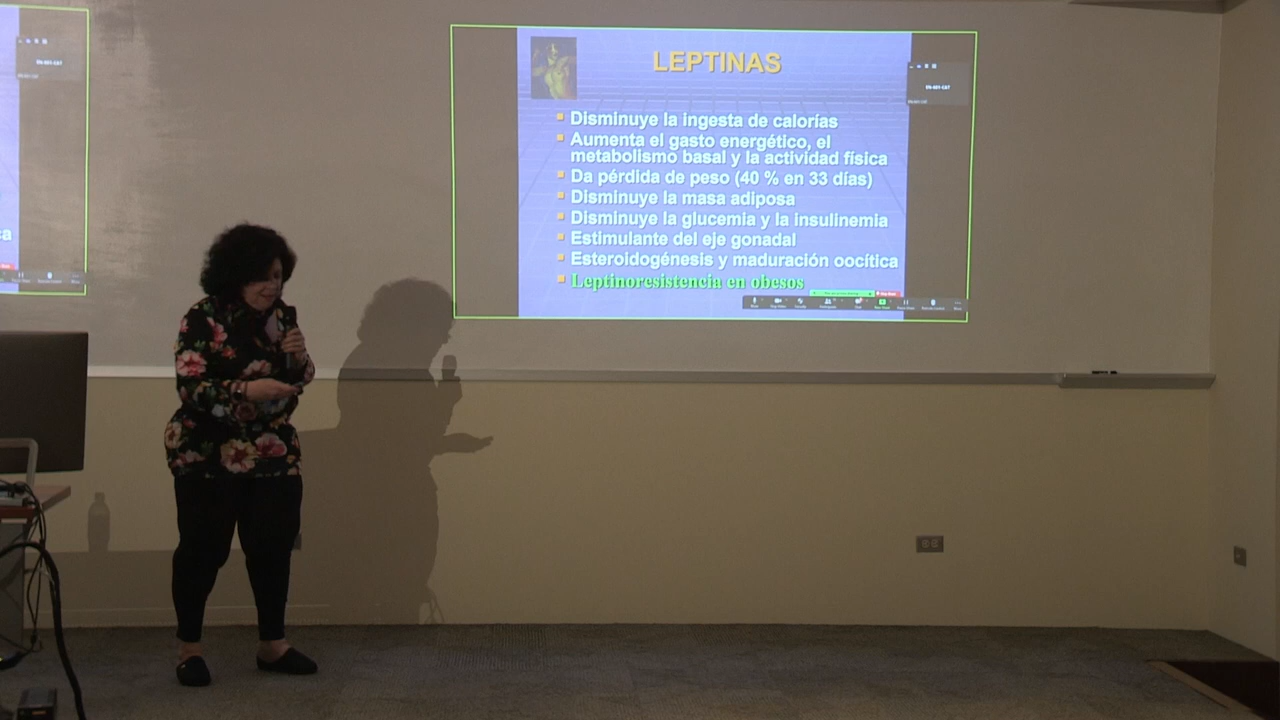 LEPTINAS
Disminuye la ingesta de calorías
Aumenta el gasto energético, el
metabolismo basal y la actividad física
Da pérdida de peso (40 % en 33 días)
Disminuye la masa adiposa
Disminuye la glucemia y la insulinemia
Estimulante del eje gonadal
Esteroidogénesis y maduración oocítica
Leptinoresistencia en obesos